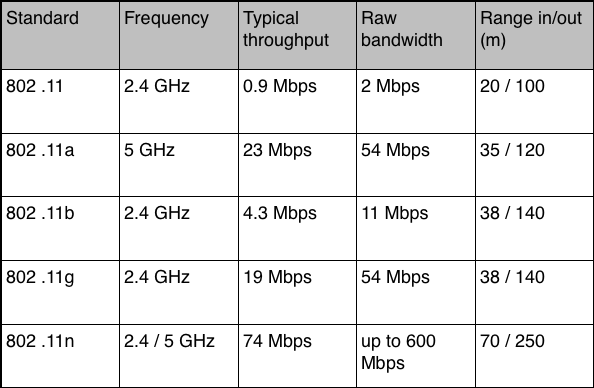 Standard Frequency Typical throughput Raw bandwidth Range in/out (m)
802 .11 2.4 GHz 0.9 Mbps 2 Mbps 20 / 100
802 .11a 5 GHz 23 Mbps 54 Mbps 35 / 120
802 .11b 2.4 GHz 4.3 Mbps 11 Mbps 38 / 140
802 .11g 2.4 GHz 19 Mbps 54 Mbps 38 / 140
802 .11n 2.4 / 5 GHz 74 Mbps up to 600 Mbps 70 / 250